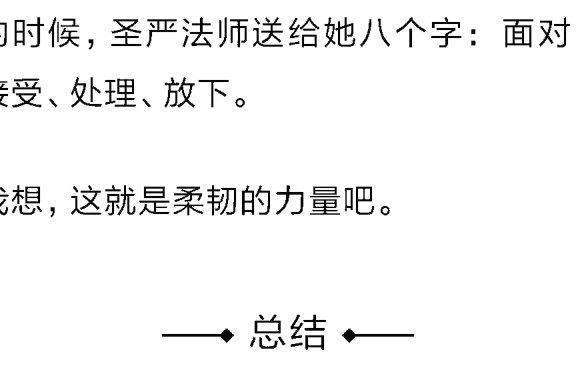 的时候，圣严法师送给她八个字：面对
接受、处理、放下。
我想，这就是柔韧的力量吧。
总结